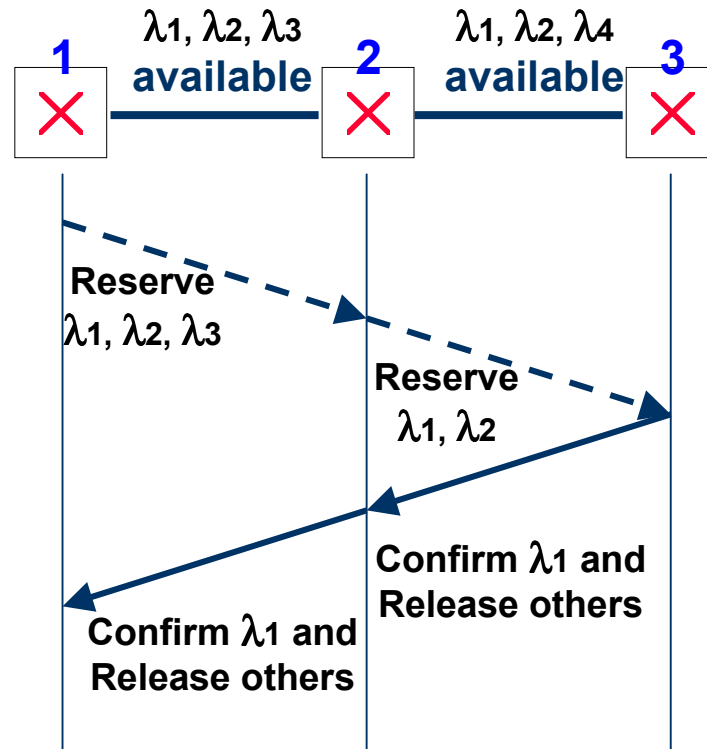 λ1, λ2, λ3
λ1, λ2, λ4
1
available
2
available
3
Reserve
λ1, λ2, λ3
Reserve
λ1, λ2
Confirm λ1 and
Release others
Confirm λ1 and
Release others